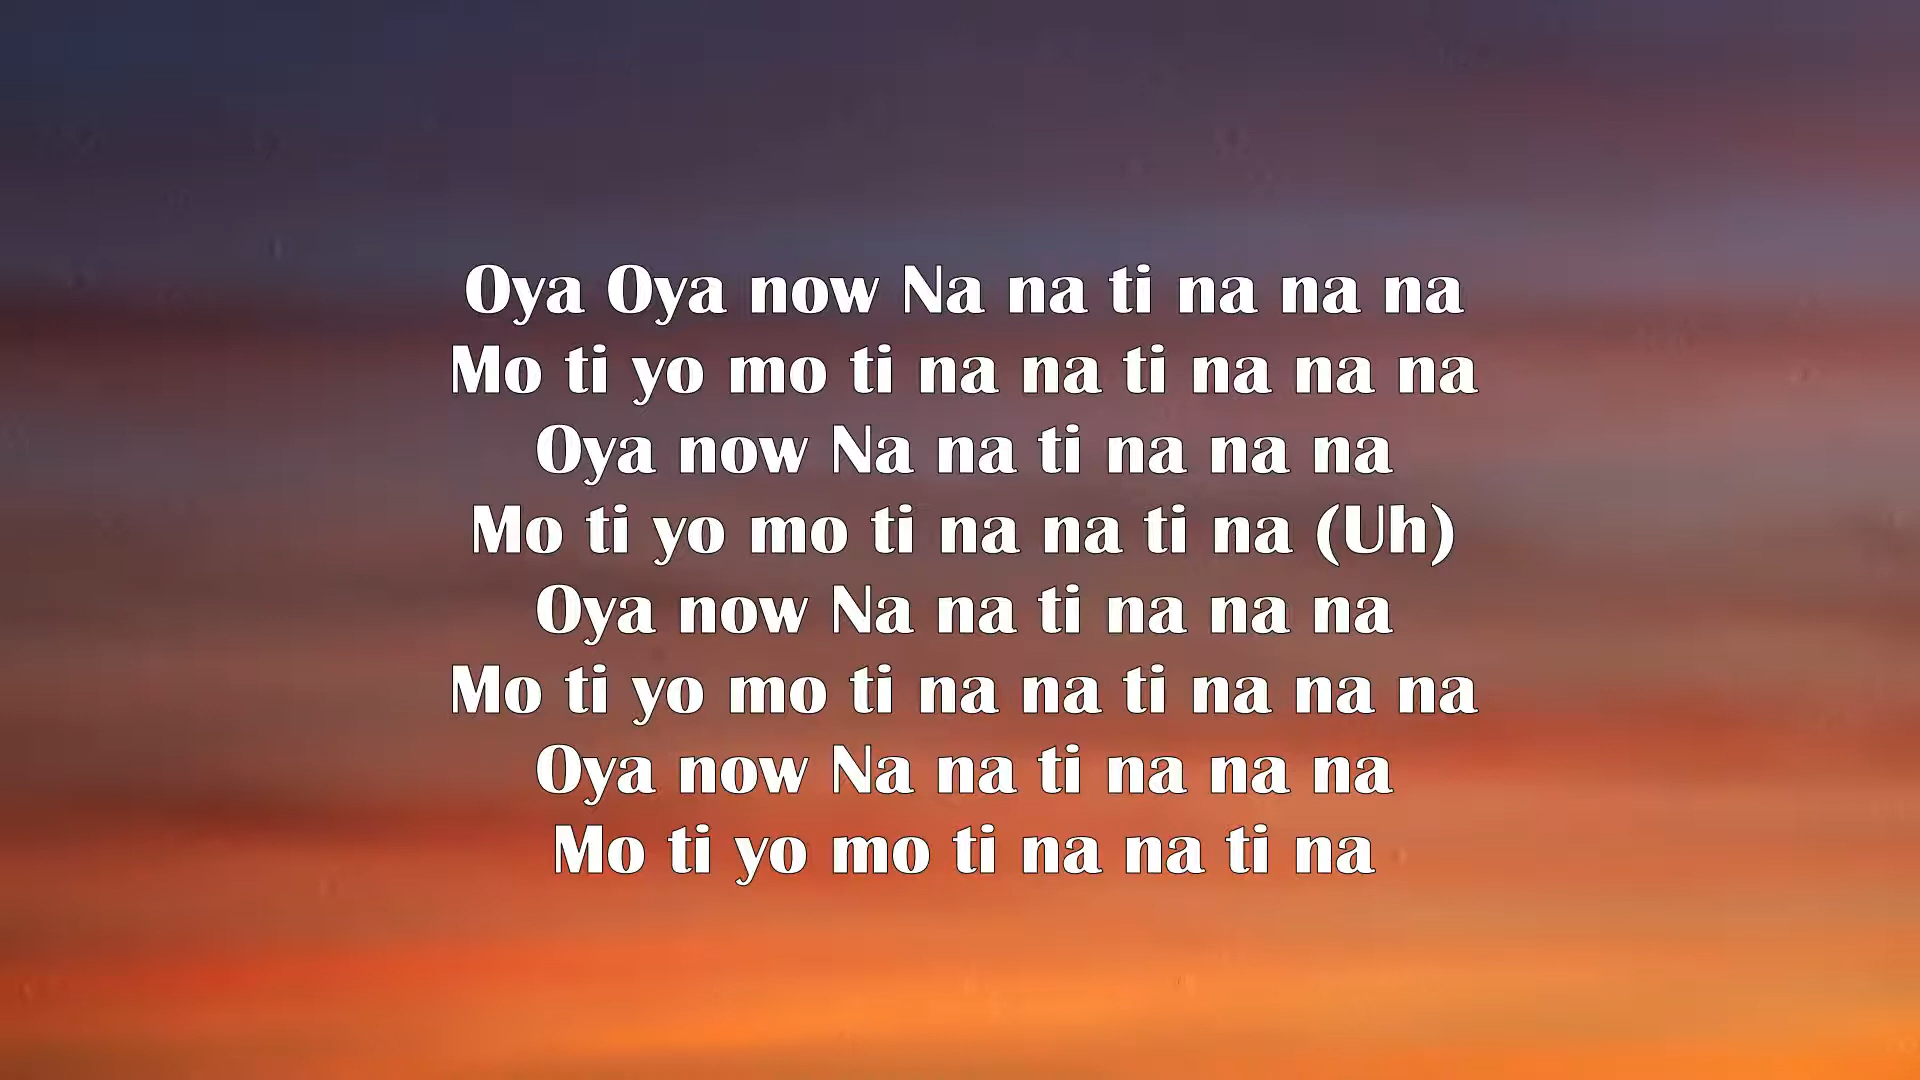 Oya Oya now Na na ti na na na
Mo ti yo mo ti na na ti na na na
Oya now Na na ti na na na
Mo ti yo mo ti na na ti na (Uh)
Oya now Na na ti na na na
Mo ti yo mo ti na na ti na na na
Oya now Na na ti na na na
Mo ti yo mo ti na na ti na